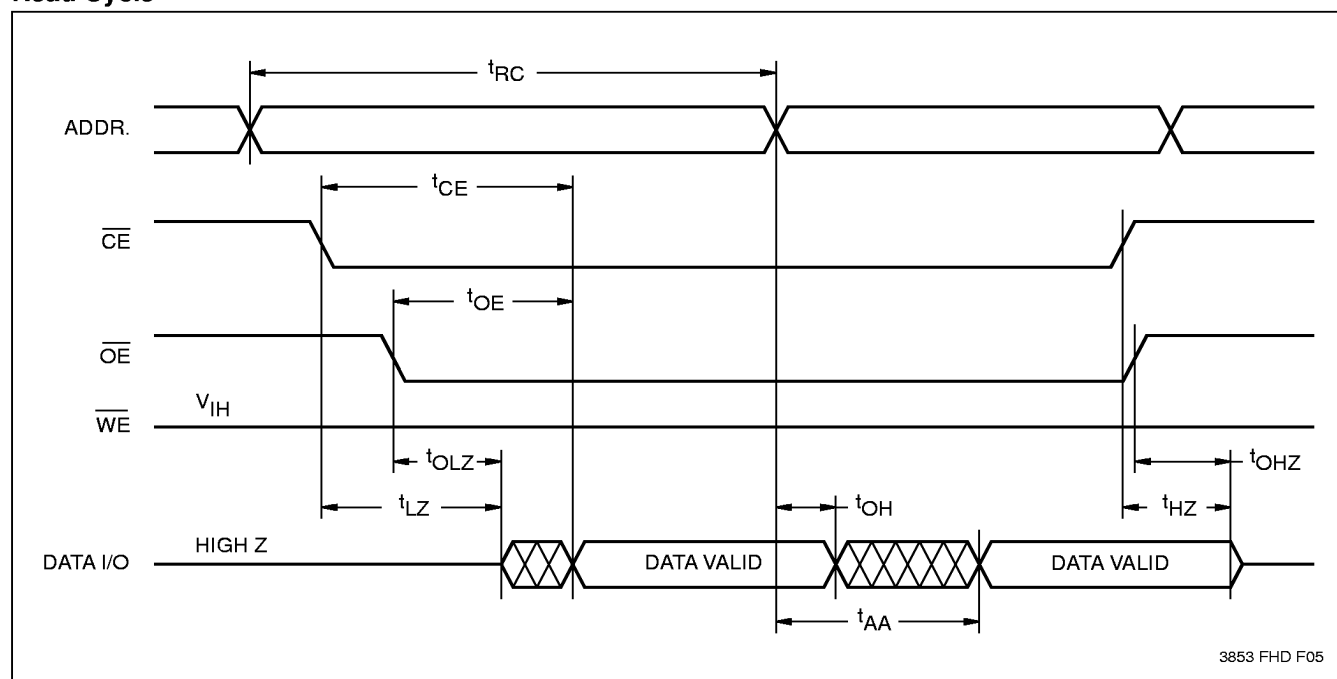 Read Cycle
tRC
ADDR.
tCE
CE
tOE
OE
VIH
WE
tOLZ
tOHZ
tLZ
tOH
tHZ
HIGH Z
DATA I/O
DATA VALID
DATA VALID
tAA
3853 FHD F05